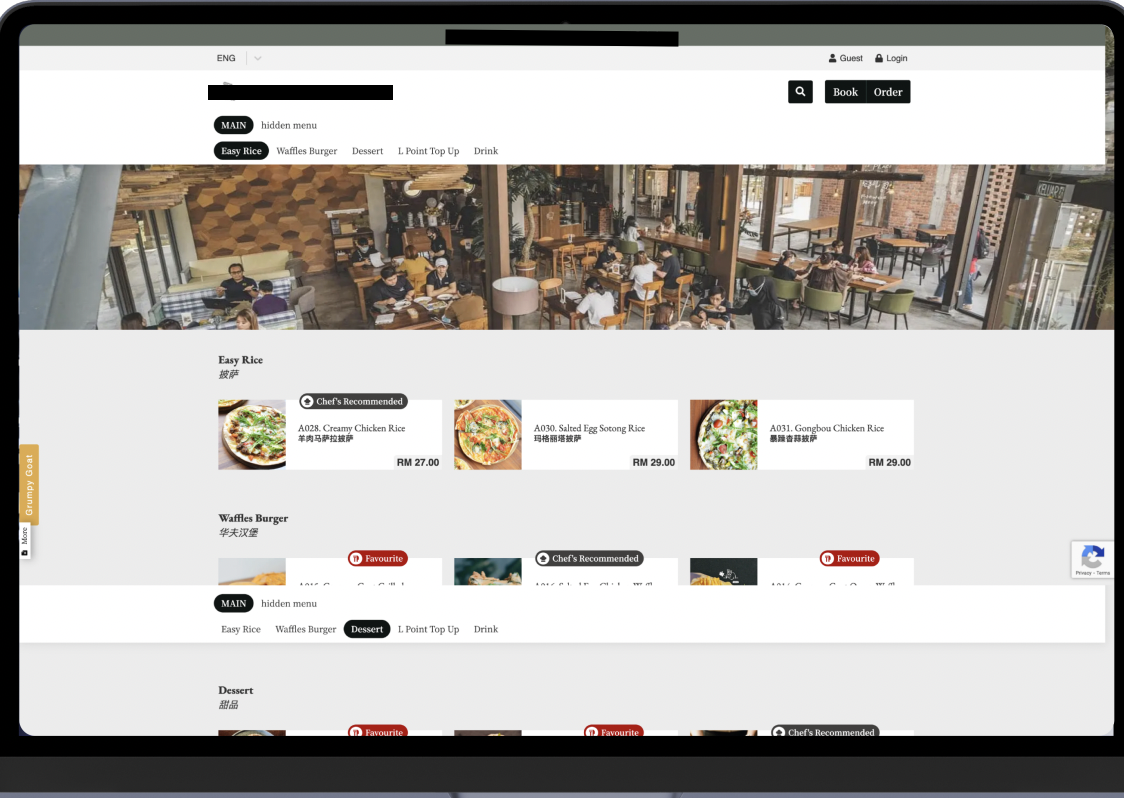 ENG
Guest
Login
Book
Order
MAIN
hidden menu
Easy Rice
Waffles Burger
Dessert
L Point Top Up
Drink
Easy Rice
披萨
Chef's Recommended
A028. Creamy Chicken Rice
羊肉马萨拉披萨
RM 27.00
A030. Salted Egg Sotong Rice
玛格丽塔披萨
RM 29.00
A031. Gongbou Chicken Rice
暴躁香蒜披萨
RM 29.00
Grumpy Goat
More
Waffles Burger
华夫汉堡
Favourite
Chef's Recommended
Favourite
Privacy - Terms
MAIN
hidden menu
Easy Rice
Waffles Burger
Dessert
L Point Top Up
Drink
Dessert
甜品
Favourite
Favourite
Chef's Recommended